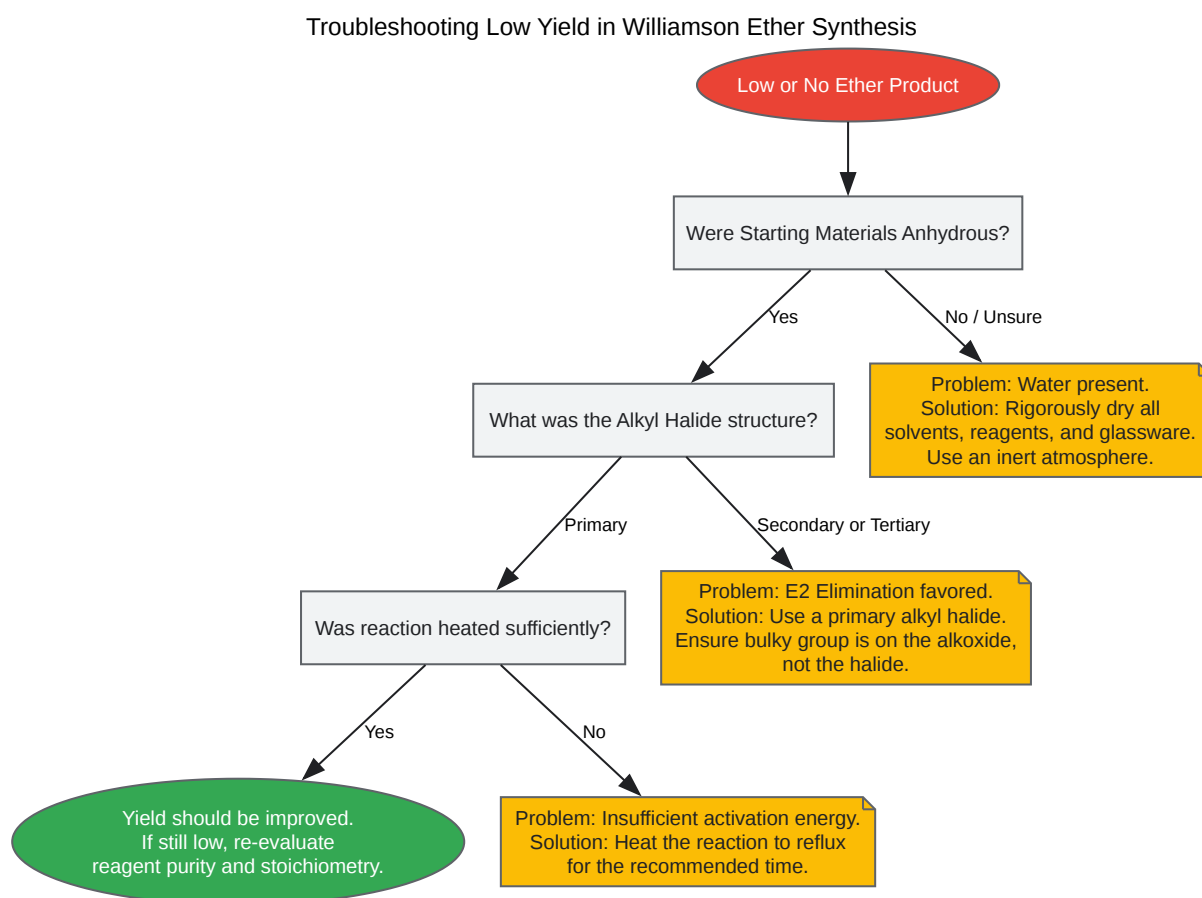 Troubleshooting Low Yield in Williamson Ether Synthesis
Low or No Ether Product
Were Starting Materials Anhydrous?
Yes
No / Unsure
What was the Alkyl Halide structure?
Problem: Water present.
Solution: Rigorously dry all
solvents, reagents, and glassware.
Use an inert atmosphere.
Primary
Secondary or Tertiary
Was reaction heated sufficiently?
Problem: E2 Elimination favored.
Solution: Use a primary alkyl halide.
Ensure bulky group is on the alkoxide,
not the halide.
Yes
No
Yield should be improved.
If still low, re-evaluate
reagent purity and stoichiometry.
Problem: Insufficient activation energy.
Solution: Heat the reaction to reflux
for the recommended time.